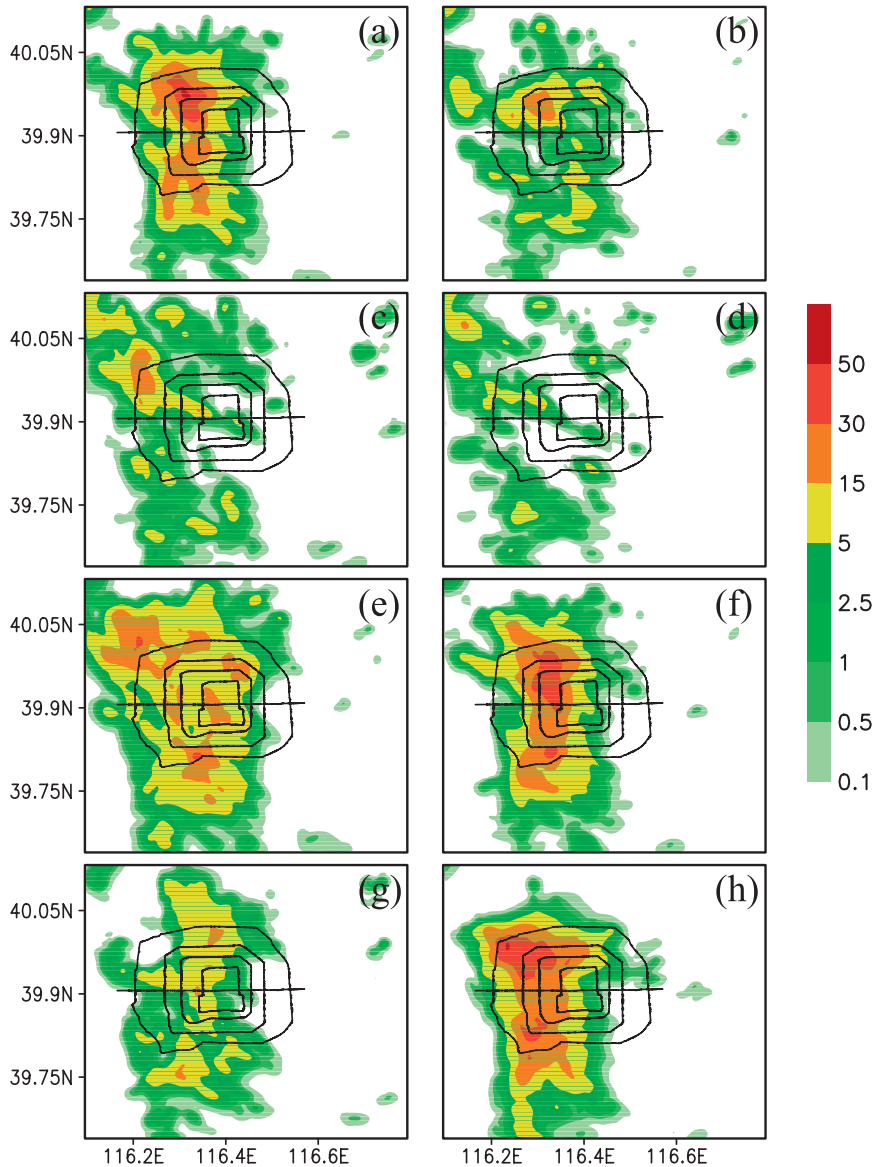 (a)
(b)
40.05N
39.9N
39.75N
(c)
(d)
40.05N
39.9N
39.75N
50
30
15
5
2.5
1
0.5
0.1
(e)
(f)
40.05N
39.9N
39.75N
(g)
(h)
40.05N
39.9N
39.75N
116.2E 116.4E 116.6E
116.2E 116.4E 116.6E